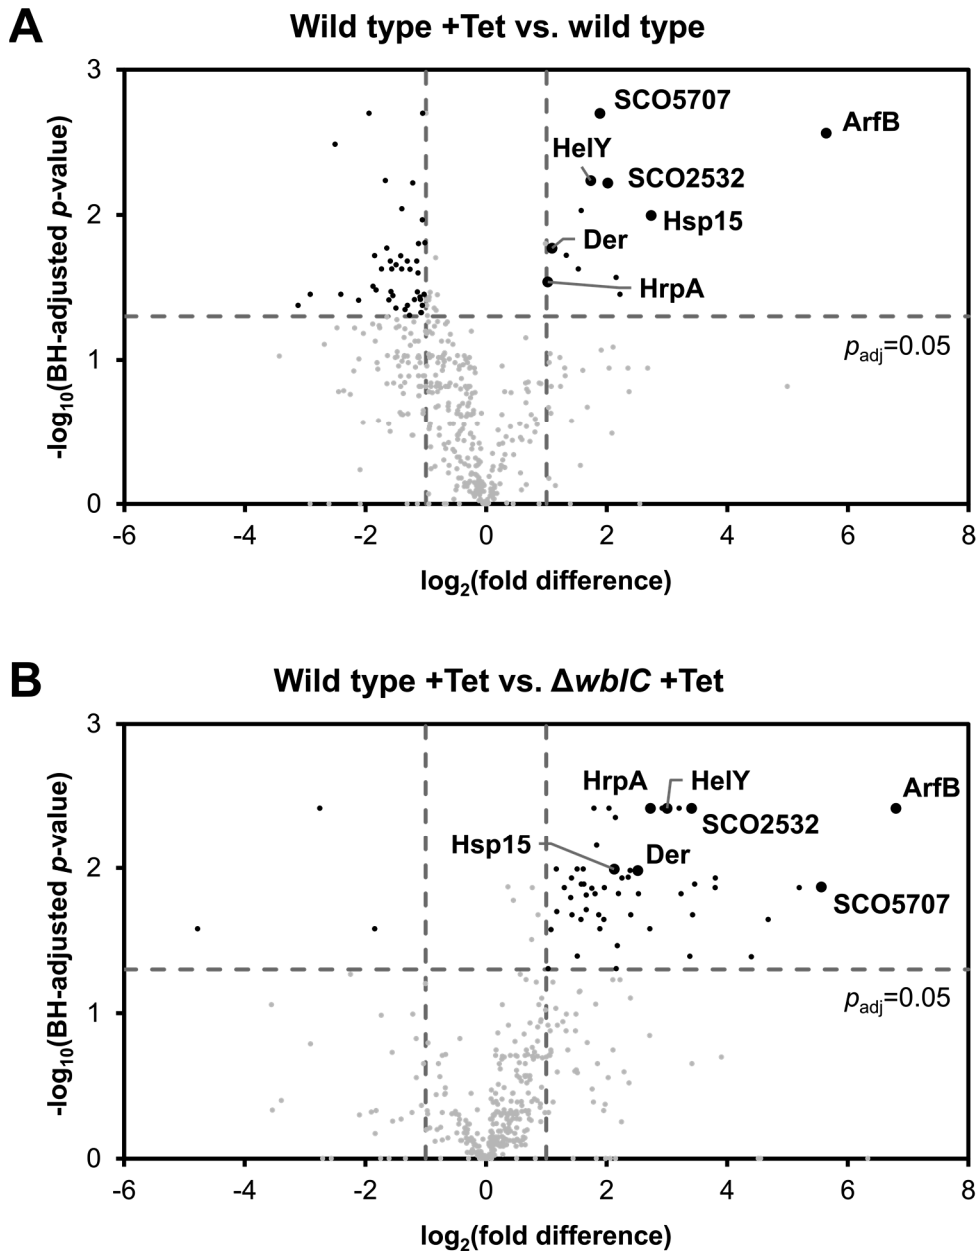 A
Wild type +Tet vs. wild type
3
SCO5707
ArfB
HelY
SCO2532
2
Hsp15
Der
HrpA
p_adj=0.05
1
0
-log10(BH-adjusted p-value)
-6 -4 -2 0 2 4 6 8
log2(fold difference)
B
Wild type +Tet vs. ΔwblC +Tet
3
HrpA HelY ArfB
SCO2532
Hsp15
Der
2
SCO5707
p_adj=0.05
1
0
-log10(BH-adjusted p-value)
-6 -4 -2 0 2 4 6 8
log2(fold difference)